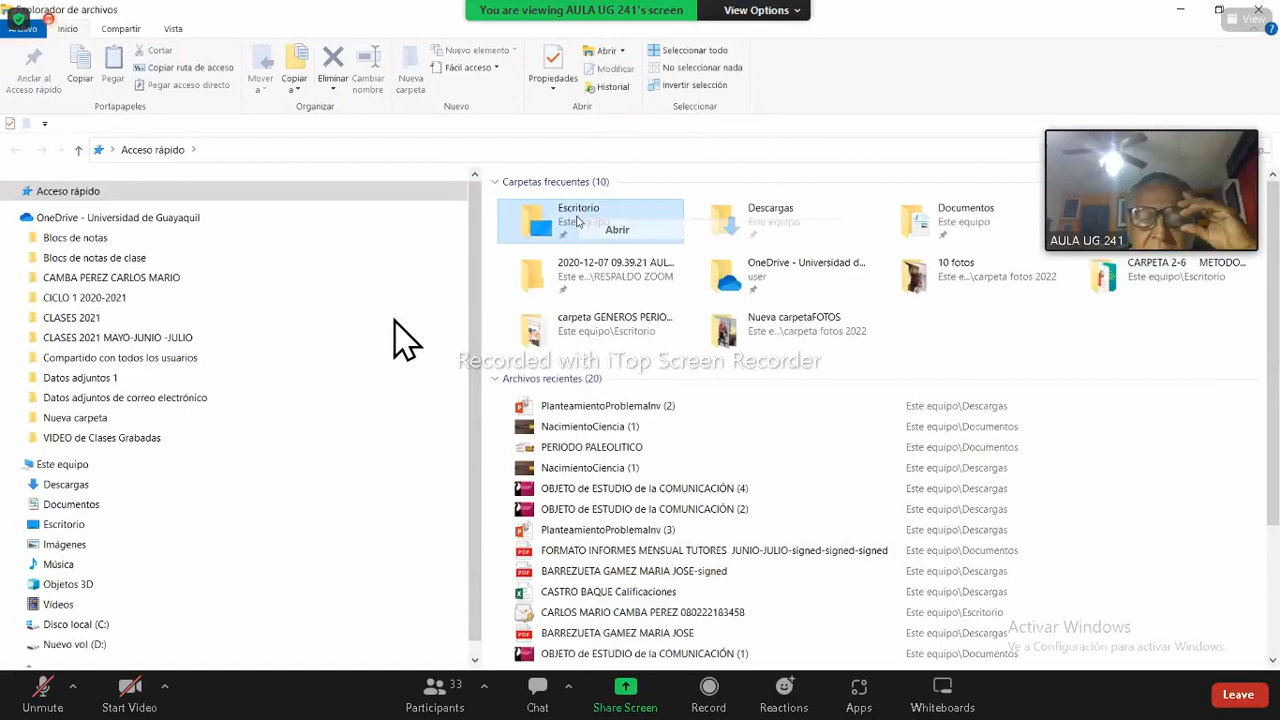 Explorador de archivos
You are viewing AULA UG 241's screen
View Options
View
Archivo
Inicio
Compartir
Vista
Anclar al
Acceso rápido
Copiar
Pegar
Cortar
Copiar ruta de acceso
Pegar acceso directo
Mover
a
Copiar
a
Eliminar
Cambiar
nombre
Nueva
carpeta
Nuevo elemento
Fácil acceso
Propiedades
Abrir
Modificar
Historial
Seleccionar todo
No seleccionar nada
Invertir selección
Portapapeles
Organizar
Nuevo
Abrir
Seleccionar
Acceso rápido
Acceso rápido
OneDrive - Universidad de Guayaquil
Blocs de notas
Blocs de notas de clase
CAMBA PEREZ CARLOS MARIO
CICLO 1 2020-2021
CLASES 2021
CLASES 2021 MAYO-JUNIO -JULIO
Compartido con todos los usuarios
Datos adjuntos 1
Datos adjuntos de correo electrónico
Nueva carpeta
VIDEO de Clases Grabadas
Este equipo
Descargas
Documentos
Escritorio
Imágenes
Música
Objetos 3D
Vídeos
Disco local (C:)
Nuevo vol (D:)
Carpetas frecuentes (10)
Escritorio
Este equipo
Abrir
Descargas
Este equipo
Documentos
Este equipo
AULA UG 241
2020-12-07 09.39.21 AUL...
Este e...\RESPALDO ZOOM
OneDrive - Universidad d...
user
10 fotos
Este e...\carpeta fotos 2022
CARPETA 2-6 METODO...
Este equipo\Escritorio
carpeta GENEROS PERIO...
Este equipo\Escritorio
Nueva carpetaFOTOS
Este e...\carpeta fotos 2022
Recorded with iTop Screen Recorder
Archivos recientes (20)
PlanteamientoProblemaInv (2) Este equipo\Descargas
NacimientoCiencia (1) Este equipo\Documentos
PERIODO PALEOLITICO Este equipo\Documentos
NacimientoCiencia (1) Este equipo\Descargas
OBJETO de ESTUDIO de la COMUNICACIÓN (4) Este equipo\Descargas
OBJETO de ESTUDIO de la COMUNICACIÓN (2) Este equipo\Descargas
PlanteamientoProblemaInv (3) Este equipo\Descargas
FORMATO INFORMES MENSUAL TUTORES JUNIO-JULIO-signed-signed-signed Este equipo\Documentos
BARREZUETA GAMEZ MARIA JOSE-signed Este equipo\Descargas
CASTRO BAQUE Calificaciones Este equipo\Descargas
CARLOS MARIO CAMBA PEREZ 080222183458 Este equipo\Escritorio
BARREZUETA GAMEZ MARIA JOSE Este equipo\Descargas
OBJETO de ESTUDIO de la COMUNICACIÓN (1) Este equipo\Descargas
Activar Windows
Ve a Configuración para activar Windows.
Unmute
Start Video
33
Participants
Chat
Share Screen
Record
Reactions
Apps
Whiteboards
Leave